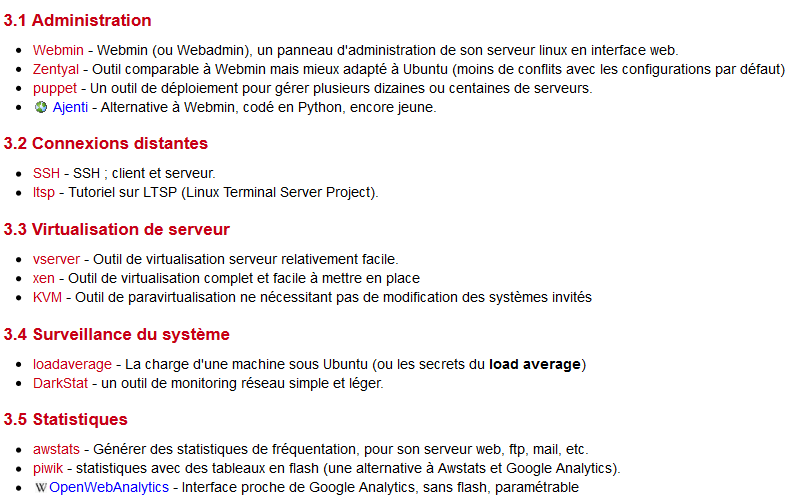 3.1 Administration
Webmin - Webmin (ou Webadmin), un panneau d'administration de son serveur linux en interface web.
Zentyal - Outil comparable à Webmin mais mieux adapté à Ubuntu (moins de conflits avec les configurations par défaut)
puppet - Un outil de déploiement pour gérer plusieurs dizaines ou centaines de serveurs.
Ajenti - Alternative à Webmin, codé en Python, encore jeune.
3.2 Connexions distantes
SSH - SSH ; client et serveur.
ltsp - Tutoriel sur LTSP (Linux Terminal Server Project).
3.3 Virtualisation de serveur
vserver - Outil de virtualisation serveur relativement facile.
xen - Outil de virtualisation complet et facile à mettre en place
KVM - Outil de paravirtualisation ne nécessitant pas de modification des systèmes invités
3.4 Surveillance du système
loadaverage - La charge d'une machine sous Ubuntu (ou les secrets du load average)
DarkStat - un outil de monitoring réseau simple et léger.
3.5 Statistiques
awstats - Générer des statistiques de fréquentation, pour son serveur web, ftp, mail, etc.
piwik - statistiques avec des tableaux en flash (une alternative à Awstats et Google Analytics).
W OpenWebAnalytics - Interface proche de Google Analytics, sans flash, paramétrable